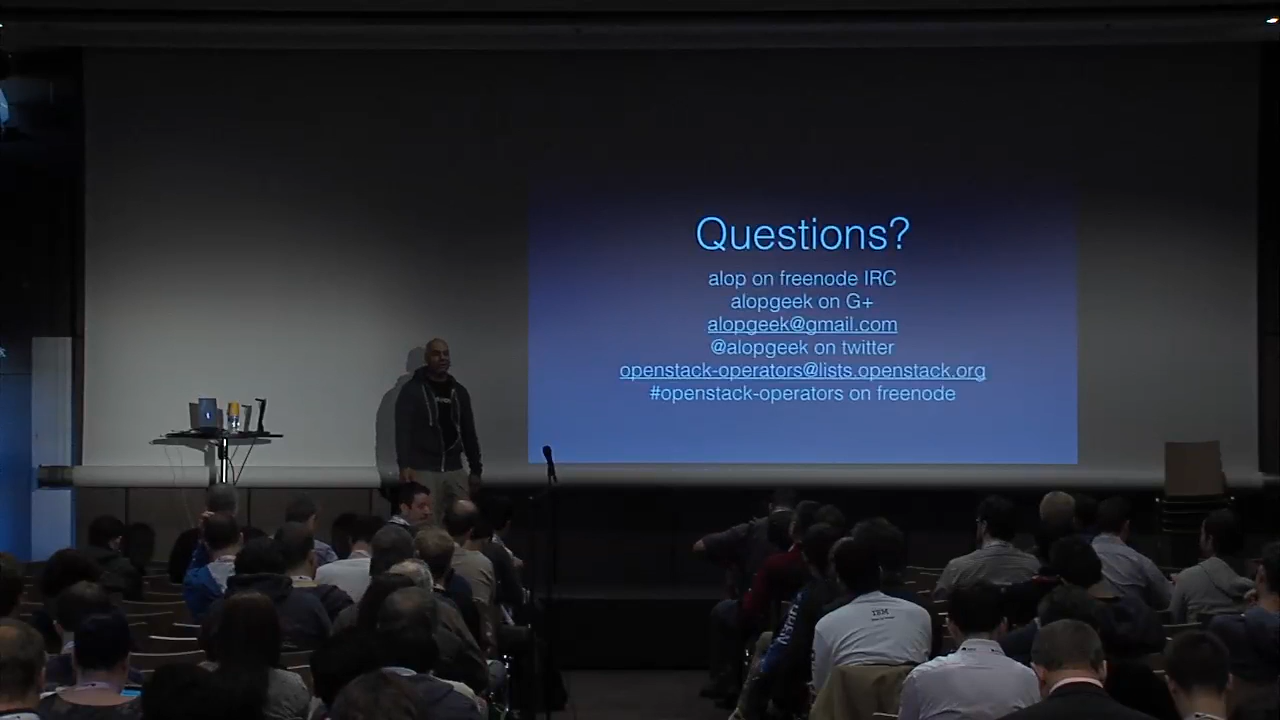 Questions?
alop on freenode IRC
alopgeek on G+
alopgeek@gmail.com
@alopgeek on twitter
openstack-operators@lists.openstack.org
#openstack-operators on freenode
IBM